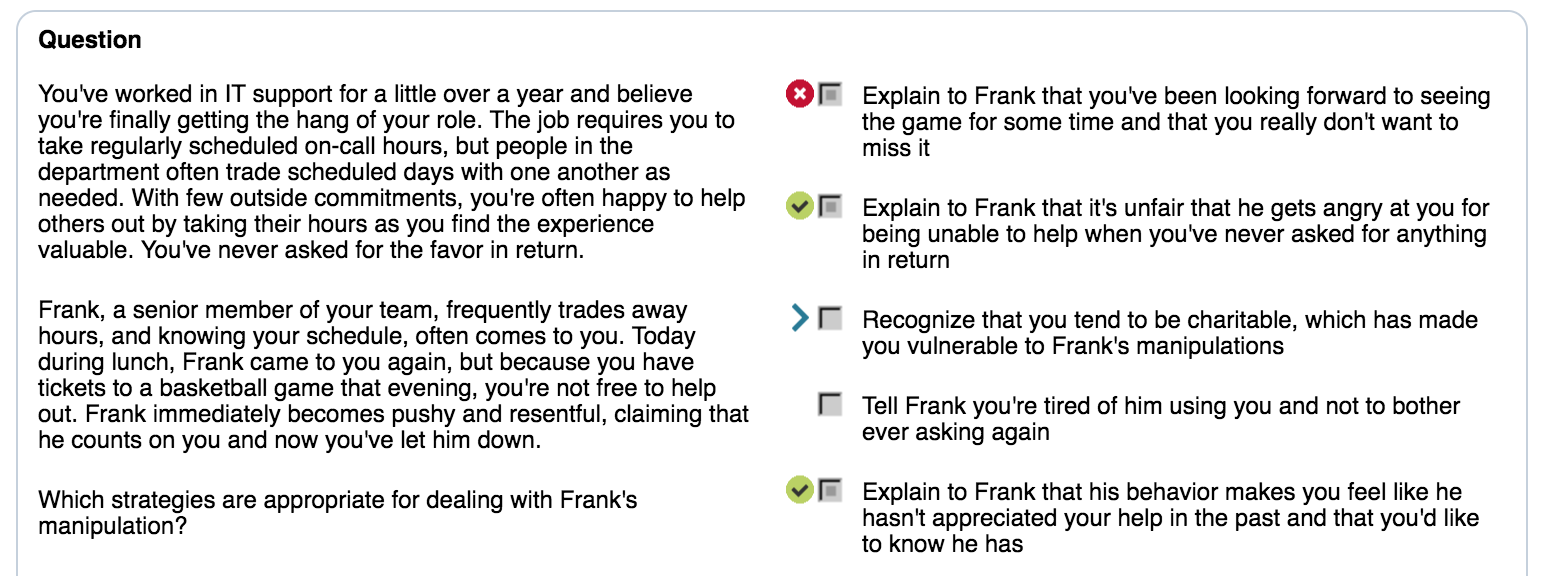 Question
You've worked in IT support for a little over a year and believe
you're finally getting the hang of your role. The job requires you to
take regularly scheduled on-call hours, but people in the
department often trade scheduled days with one another as
needed. With few outside commitments, you're often happy to help
others out by taking their hours as you find the experience
valuable. You've never asked for the favor in return.
Frank, a senior member of your team, frequently trades away
hours, and knowing your schedule, often comes to you. Today
during lunch, Frank came to you again, but because you have
tickets to a basketball game that evening, you're not free to help
out. Frank immediately becomes pushy and resentful, claiming that
he counts on you and now you've let him down.
Which strategies are appropriate for dealing with Frank's
manipulation?
Explain to Frank that you've been looking forward to seeing
the game for some time and that you really don't want to
miss it
Explain to Frank that it's unfair that he gets angry at you for
being unable to help when you've never asked for anything
in return
Recognize that you tend to be charitable, which has made
you vulnerable to Frank's manipulations
Tell Frank you're tired of him using you and not to bother
ever asking again
Explain to Frank that his behavior makes you feel like he
hasn't appreciated your help in the past and that you'd like
to know he has